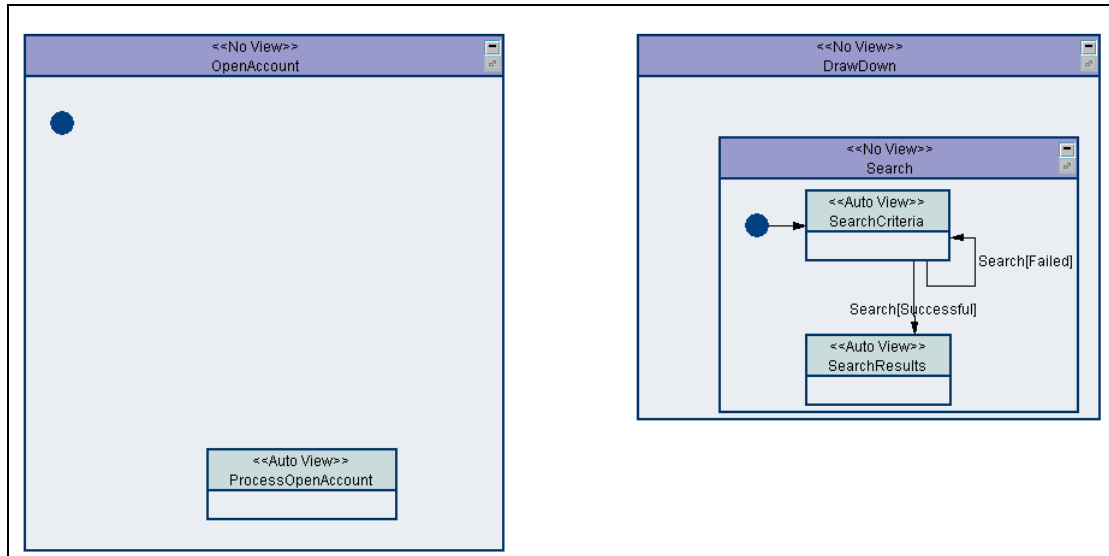 <<No View>>
OpenAccount
<<Auto View>>
ProcessOpenAccount
<<No View>>
DrawDown
<<No View>>
Search
<<Auto View>>
SearchCriteria
Search[Failed]
Search[Successful]
<<Auto View>>
SearchResults